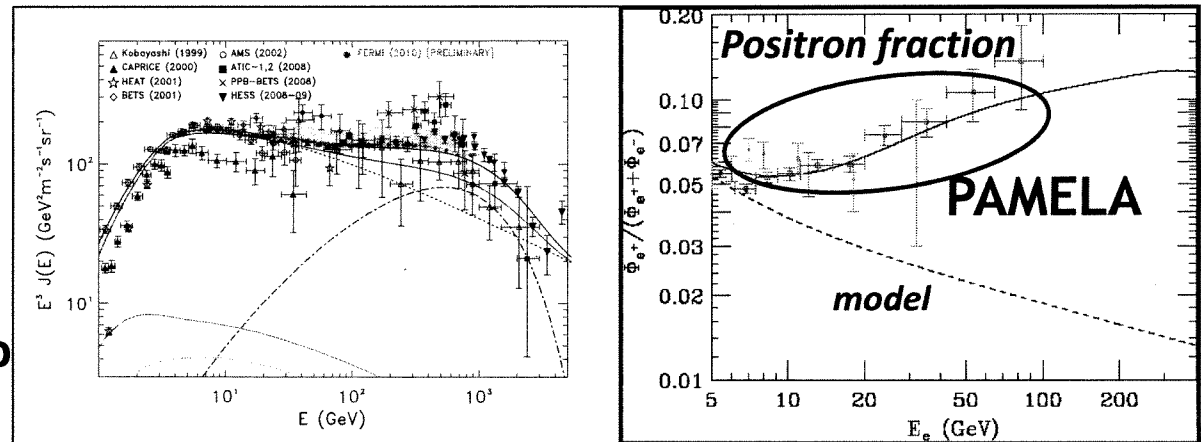 Kobayashi (1999)
CAPRICE (2000)
HEAT (2001)
BETS (2001)
AMS (2002)
ATIC-1,2 (2008)
PPB-BETS (2008)
HESS (2008-09)
FERMI (2010) [PRELIMINARY]
E³ J(E) (GeV²m⁻²s⁻¹sr⁻¹)
10²
10¹
10¹
10²
10³
E (GeV)
Positron fraction
PAMELA
model
Φe⁺/(Φe⁺+Φe⁻)
0.20
0.10
0.07
0.05
0.03
0.02
0.01
5
10
20
50
100
200
Eₑ (GeV)